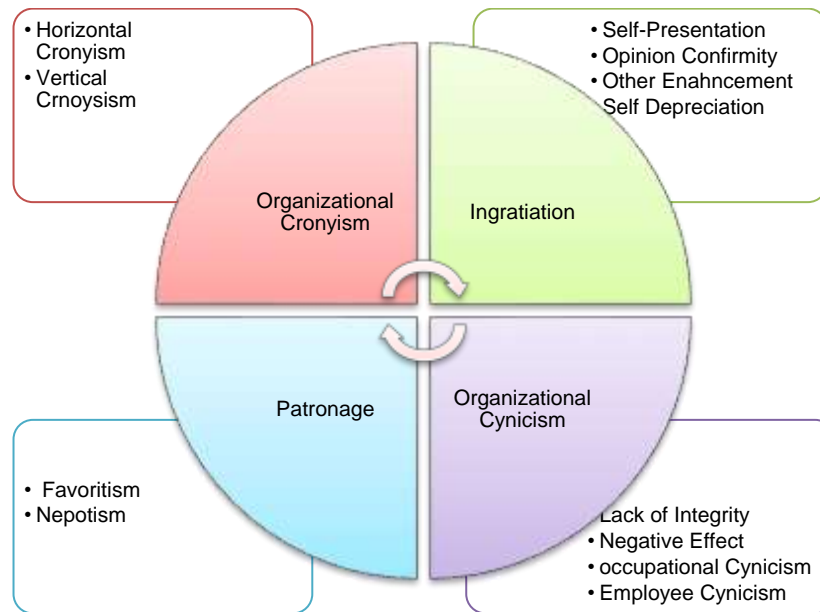 • Horizontal
Cronyism
• Vertical
Crnoysism
• Self-Presentation
• Opinion Confirmity
• Other Enahncement
Self Depreciation
Organizational
Cronyism
Ingratiation
Patronage
Organizational
Cynicism
• Favoritism
• Nepotism
Lack of Integrity
• Negative Effect
• occupational Cynicism
• Employee Cynicism